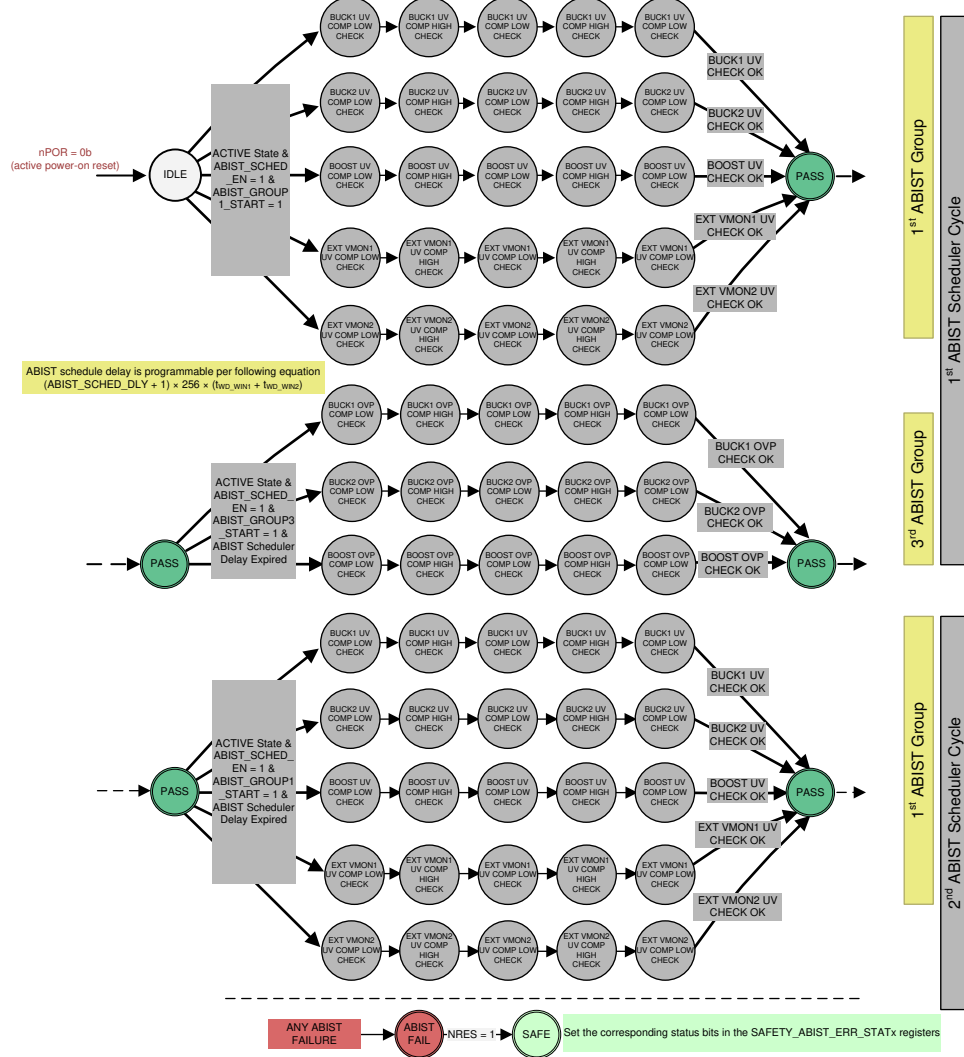 BUCK1 UV
COMP LOW
CHECK
BUCK1 UV
COMP HIGH
CHECK
BUCK1 UV
COMP LOW
CHECK
BUCK1 UV
COMP HIGH
CHECK
BUCK1 UV
COMP LOW
CHECK
BUCK1 UV
CHECK OK
BUCK2 UV
COMP LOW
CHECK
BUCK2 UV
COMP HIGH
CHECK
BUCK2 UV
COMP LOW
CHECK
BUCK2 UV
COMP HIGH
CHECK
BUCK2 UV
COMP LOW
CHECK
BUCK2 UV
CHECK OK
nPOR = 0b
(active power-on reset)
IDLE
ACTIVE State &
ABIST_SCHED
_EN = 1 &
ABIST_GROUP
1_START = 1
BOOST UV
COMP LOW
CHECK
BOOST UV
COMP HIGH
CHECK
BOOST UV
COMP LOW
CHECK
BOOST UV
COMP HIGH
CHECK
BOOST UV
COMP LOW
CHECK
BOOST UV
CHECK OK
PASS
EXT VMON1
UV COMP LOW
CHECK
EXT VMON1
UV COMP
HIGH
CHECK
EXT VMON1
UV COMP LOW
CHECK
EXT VMON1
UV COMP
HIGH
CHECK
EXT VMON1
UV COMP LOW
CHECK
EXT VMON1 UV
CHECK OK
EXT VMON2
UV COMP LOW
CHECK
EXT VMON2
UV COMP
HIGH
CHECK
EXT VMON2
UV COMP LOW
CHECK
EXT VMON2
UV COMP
HIGH
CHECK
EXT VMON2
UV COMP LOW
CHECK
EXT VMON2 UV
CHECK OK
1st ABIST Group
1st ABIST Scheduler Cycle
ABIST schedule delay is programmable per following equation
(ABIST_SCHED_DLY + 1) × 256 × (tWD_WIN1 + tWD_WIN2)
BUCK1 OVP
COMP LOW
CHECK
BUCK1 OVP
COMP HIGH
CHECK
BUCK1 OVP
COMP LOW
CHECK
BUCK1 OVP
COMP HIGH
CHECK
BUCK1 OVP
COMP LOW
CHECK
BUCK1 OVP
CHECK OK
PASS
ACTIVE State &
ABIST_SCHED_
EN = 1 &
ABIST_GROUP3
_START = 1 &
ABIST Scheduler
Delay Expired
BUCK2 OVP
COMP LOW
CHECK
BUCK2 OVP
COMP HIGH
CHECK
BUCK2 OVP
COMP LOW
CHECK
BUCK2 OVP
COMP HIGH
CHECK
BUCK2 OVP
COMP LOW
CHECK
BUCK2 OVP
CHECK OK
BOOST OVP
COMP LOW
CHECK
BOOST OVP
COMP HIGH
CHECK
BOOST OVP
COMP LOW
CHECK
BOOST OVP
COMP HIGH
CHECK
BOOST OVP
COMP LOW
CHECK
BOOST OVP
CHECK OK
PASS
3rd ABIST Group
BUCK1 UV
COMP LOW
CHECK
BUCK1 UV
COMP HIGH
CHECK
BUCK1 UV
COMP LOW
CHECK
BUCK1 UV
COMP HIGH
CHECK
BUCK1 UV
COMP LOW
CHECK
BUCK1 UV
CHECK OK
BUCK2 UV
COMP LOW
CHECK
BUCK2 UV
COMP HIGH
CHECK
BUCK2 UV
COMP LOW
CHECK
BUCK2 UV
COMP HIGH
CHECK
BUCK2 UV
COMP LOW
CHECK
BUCK2 UV
CHECK OK
PASS
ACTIVE State &
ABIST_SCHED_
EN = 1 &
ABIST_GROUP1
_START = 1 &
ABIST Scheduler
Delay Expired
BOOST UV
COMP LOW
CHECK
BOOST UV
COMP HIGH
CHECK
BOOST UV
COMP LOW
CHECK
BOOST UV
COMP HIGH
CHECK
BOOST UV
COMP LOW
CHECK
BOOST UV
CHECK OK
PASS
EXT VMON1
UV COMP LOW
CHECK
EXT VMON1
UV COMP
HIGH
CHECK
EXT VMON1
UV COMP LOW
CHECK
EXT VMON1
UV COMP
HIGH
CHECK
EXT VMON1
UV COMP LOW
CHECK
EXT VMON1 UV
CHECK OK
EXT VMON2
UV COMP LOW
CHECK
EXT VMON2
UV COMP
HIGH
CHECK
EXT VMON2
UV COMP LOW
CHECK
EXT VMON2
UV COMP
HIGH
CHECK
EXT VMON2
UV COMP LOW
CHECK
EXT VMON2 UV
CHECK OK
1st ABIST Group
2nd ABIST Scheduler Cycle
ANY ABIST
FAILURE
ABIST
FAIL
NRES = 1
SAFE
Set the corresponding status bits in the SAFETY_ABIST_ERR_STATx registers